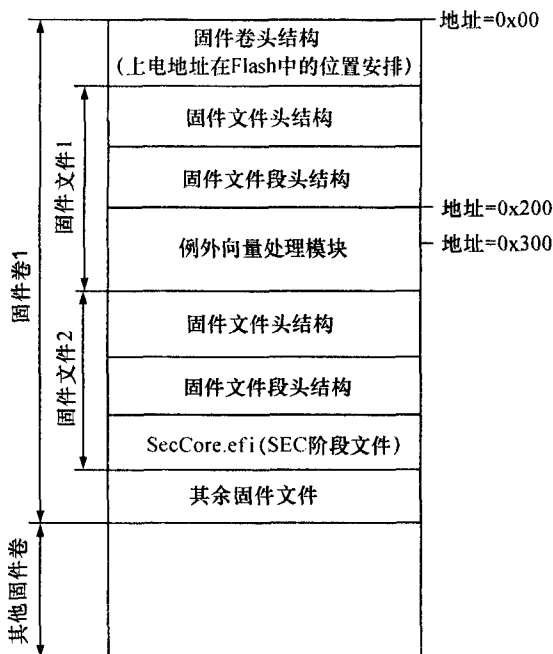 固件卷头结构
(上电地址在Flash中的位置安排)
地址=0x00
固件文件头结构
固件文件段头结构
地址=0x200
例外向量处理模块
地址=0x300
固件文件头结构
固件文件段头结构
SecCore.efi(SEC阶段文件)
其余固件文件
固件文件1
固件文件2
固件卷1
其他固件卷